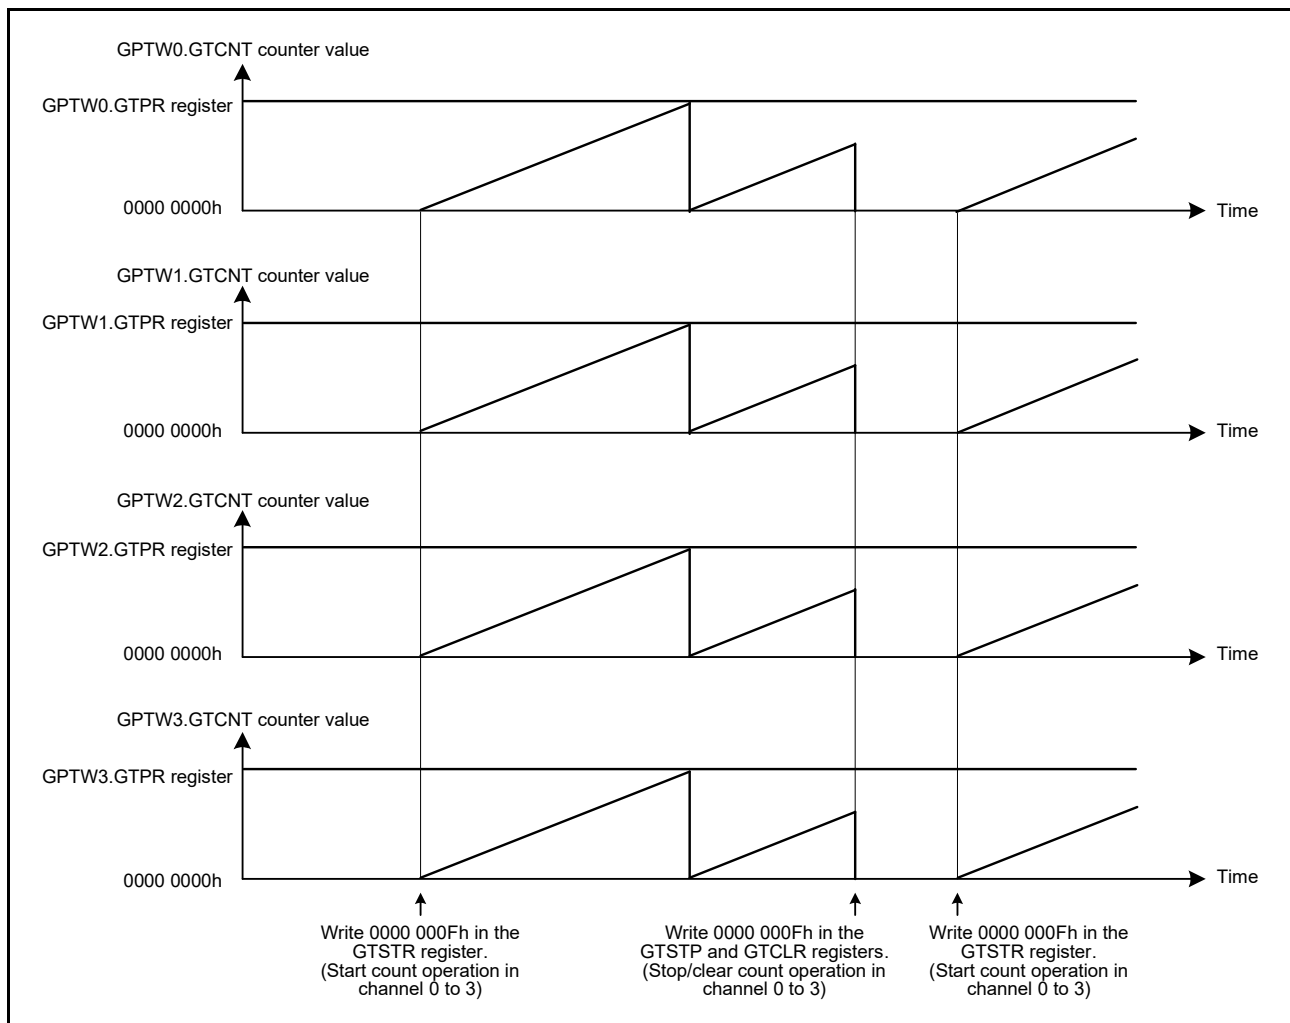 GPTW0.GTCNT counter value
GPTW0.GTPR register
0000 0000h
Time
GPTW1.GTCNT counter value
GPTW1.GTPR register
0000 0000h
Time
GPTW2.GTCNT counter value
GPTW2.GTPR register
0000 0000h
Time
GPTW3.GTCNT counter value
GPTW3.GTPR register
0000 0000h
Time
Write 0000 000Fh in the
GTSTR register.
(Start count operation in
channel 0 to 3)
Write 0000 000Fh in the
GTSTP and GTCLR registers.
(Stop/clear count operation in
channel 0 to 3)
Write 0000 000Fh in the
GTSTR register.
(Start count operation in
channel 0 to 3)